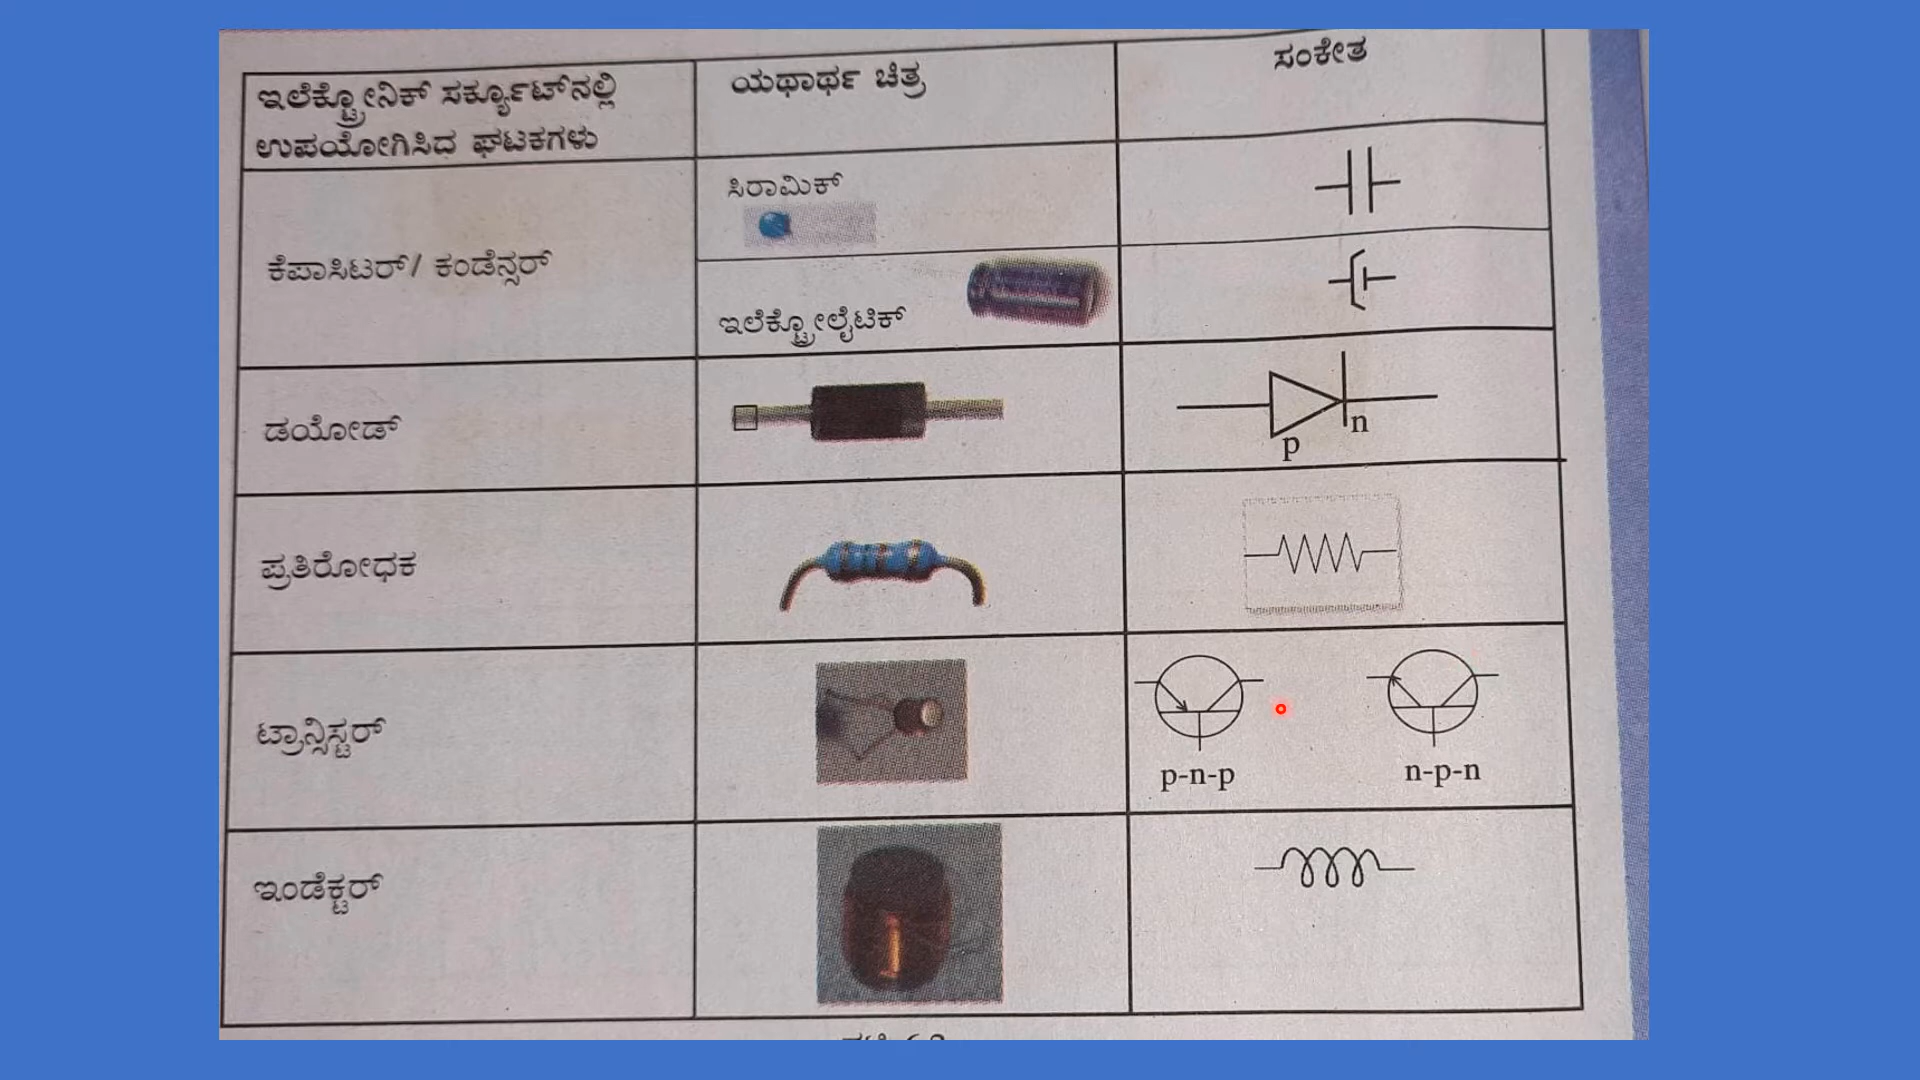 ಇಲೆಕ್ಟ್ರೋನಿಕ್ ಸರ್ಕ್ಯೂಟ್‌ನಲ್ಲಿ
ಉಪಯೋಗಿಸಿದ ಘಟಕಗಳು
ಯಥಾರ್ಥ ಚಿತ್ರ
ಸಂಕೇತ
ಕೆಪಾಸಿಟರ್/ ಕಂಡೆನ್ಸರ್
ಸಿರಾಮಿಕ್
ಇಲೆಕ್ಟ್ರೋಲೈಟಿಕ್
ಡಯೋಡ್
p
n
ಪ್ರತಿರೋಧಕ
ಟ್ರಾನ್ಸಿಸ್ಟರ್
p-n-p
n-p-n
ಇಂಡೆಕ್ಟರ್